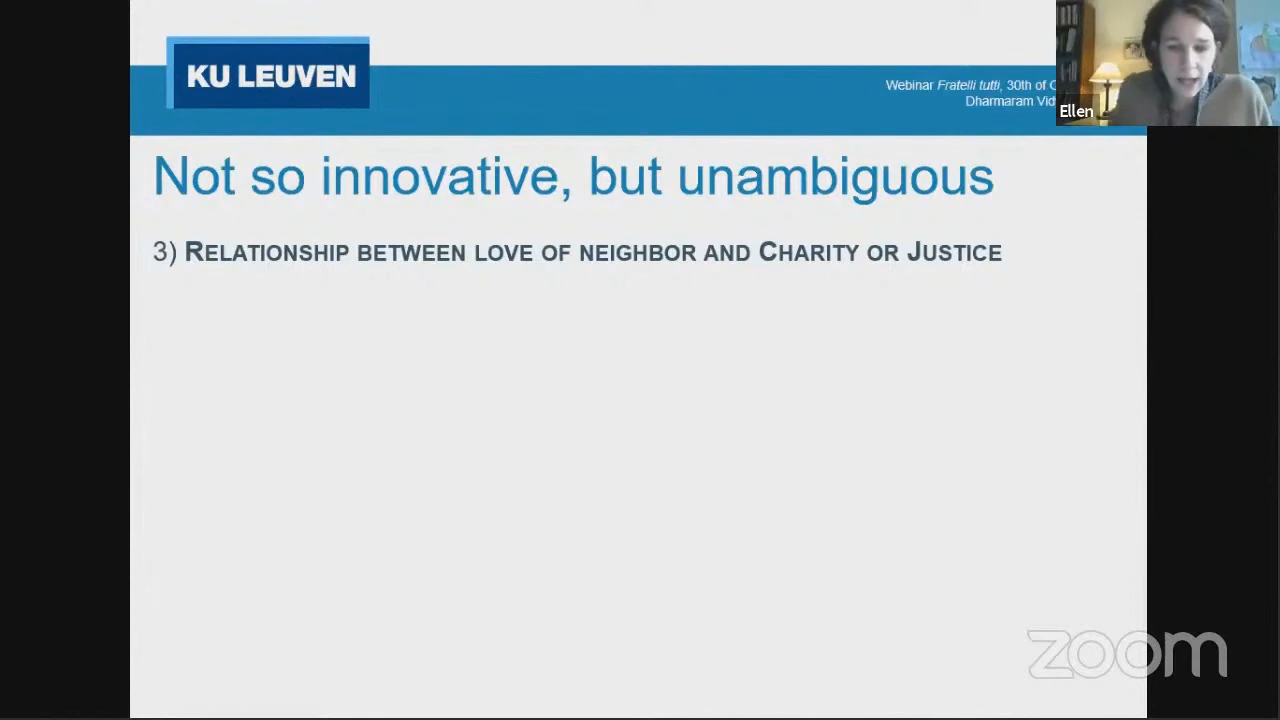 KU LEUVEN
Webinar Fratelli tutti, 30th of
Dharmaram
Ellen
Not so innovative, but unambiguous
3) RELATIONSHIP BETWEEN LOVE OF NEIGHBOR AND CHARITY OR JUSTICE
zoom